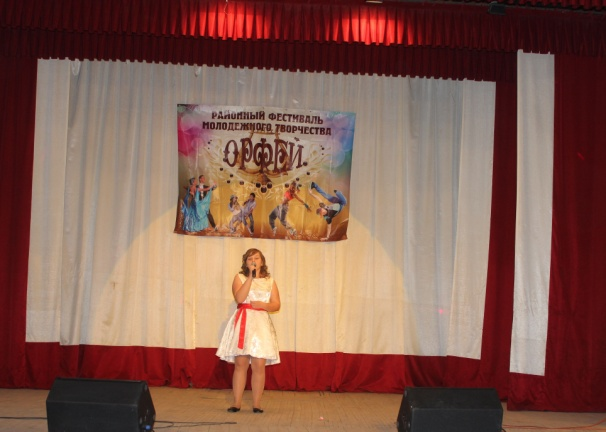 РАЙОННЫЙ ФЕСТИВАЛЬ
МОЛОДЕЖНОГО ТВОРЧЕСТВА
ОРФЕЙ